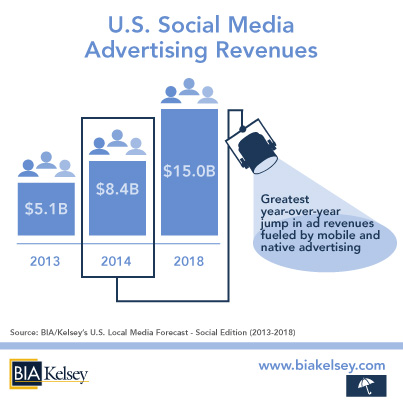 U.S. Social Media
Advertising Revenues
$5.1B
$8.4B
$15.0B
2013
2014
2018
Greatest
year-over-year
jump in ad revenues
fueled by mobile and
native advertising
Source: BIA/Kelsey's U.S. Local Media Forecast - Social Edition (2013-2018)
BIA Kelsey
www.biakelsey.com